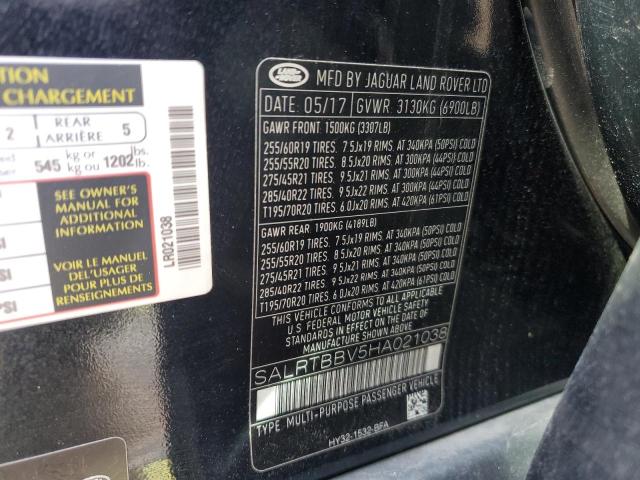 TION
CHARGEMENT
2
REAR
ARRIÈRE
5
545 kg or kg ou 1202 lbs. lb.
SEE OWNER'S
MANUAL FOR
ADDITIONAL
INFORMATION
VOIR LE MANUEL
DE L'USAGER
POUR PLUS DE
RENSEIGNEMENTS
PSI
LR021038
LAND ROVER
MFD BY JAGUAR LAND ROVER LTD
DATE: 05/17 GVWR 3130KG (6900LB)
GAWR FRONT 1500KG (3307LB)
255/60R19 TIRES. 7.5Jx19 RIMS. AT 340KPA (50PSI) COLD
255/55R20 TIRES. 8.5Jx20 RIMS. AT 300KPA (44PSI) COLD
275/45R21 TIRES. 9.5Jx21 RIMS. AT 300KPA (44PSI) COLD
285/40R22 TIRES. 9.5Jx22 RIMS. AT 300KPA (44PSI) COLD
T195/70R20 TIRES. 6.0Jx20 RIMS. AT 420KPA (61PSI) COLD
GAWR REAR. 1900KG (4189LB)
255/60R19 TIRES. 7.5Jx19 RIMS. AT 340KPA (50PSI) COLD
255/55R20 TIRES. 8.5Jx20 RIMS. AT 340KPA (50PSI) COLD
275/45R21 TIRES. 9.5Jx21 RIMS. AT 340KPA (50PSI) COLD
285/40R22 TIRES. 9.5Jx22 RIMS. AT 340KPA (50PSI) COLD
T195/70R20 TIRES. 6.0Jx20 RIMS. AT 420KPA (61PSI) COLD
THIS VEHICLE CONFORMS TO ALL APPLICABLE
U.S. FEDERAL MOTOR VEHICLE SAFETY
STANDARDS IN EFFECT ON THE DATE OF
MANUFACTURE SHOWN ABOVE
SALRTBBV5HA021038
TYPE: MULTI-PURPOSE PASSENGER VEHICLE
HY32-1532-BFA